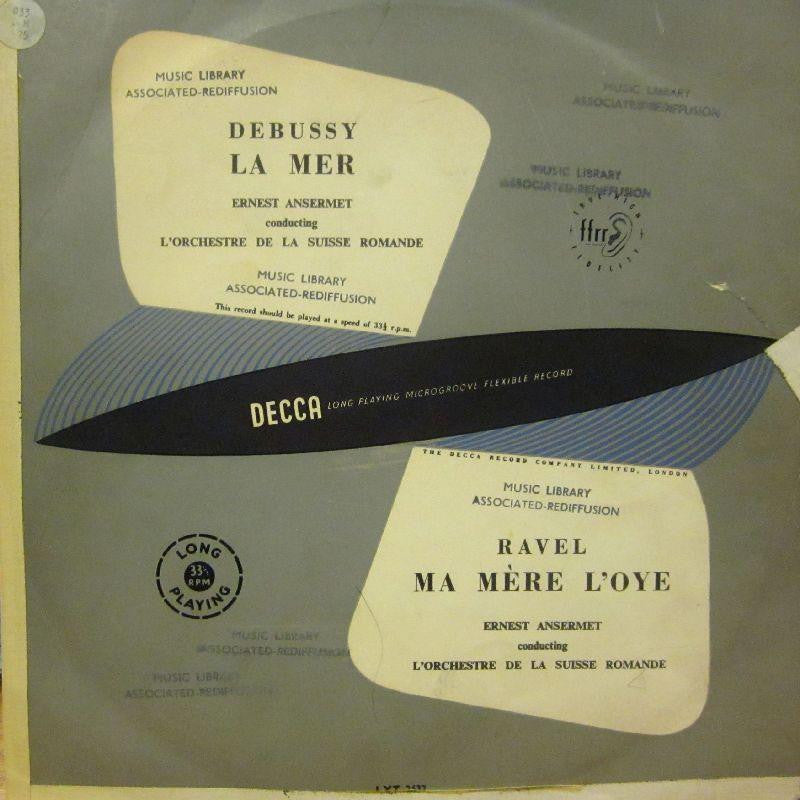 033
MUSIC LIBRARY
ASSOCIATED-REDIFFUSION
DEBUSSY
LA MER
ERNEST ANSERMET
conducting
L'ORCHESTRE DE LA SUISSE ROMANDE
MUSIC LIBRARY
ASSOCIATED-REDIFFUSION
This record should be played at a speed of 33⅓ r.p.m.
MUSIC LIBRARY
ASSOCIATED-REDIFFUSION
MUSIC LIBRARY
ASSOCIATED-REDIFFUSION
FULL
ffrr
FIDELITY
DECCA LONG PLAYING MICROGROOVE FLEXIBLE RECORD
THE DECCA RECORD COMPANY LIMITED, LONDON
MUSIC LIBRARY
ASSOCIATED-REDIFFUSION
RAVEL
MA MÈRE L'OYE
ERNEST ANSERMET
conducting
L'ORCHESTRE DE LA SUISSE ROMANDE
LONG
33⅓
RPM
PLAYING
MUSIC LIBRARY
ASSOCIATED-REDIFFUSION
MUSIC LIBRARY
ASSOCIATED-REDIFFUSION
LXT